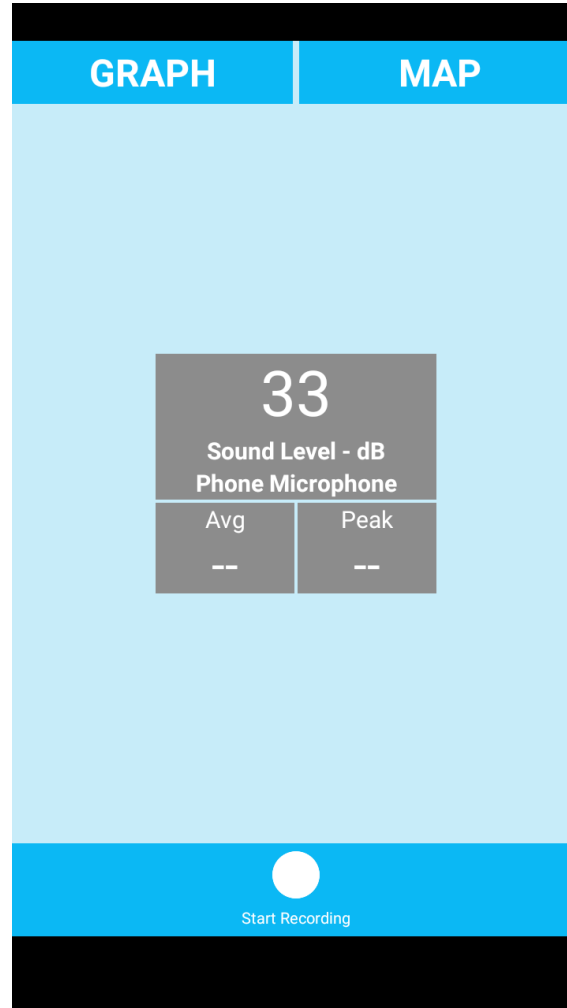 GRAPH MAP
33
Sound Level - dB
Phone Microphone
Avg Peak
-- --
Start Recording